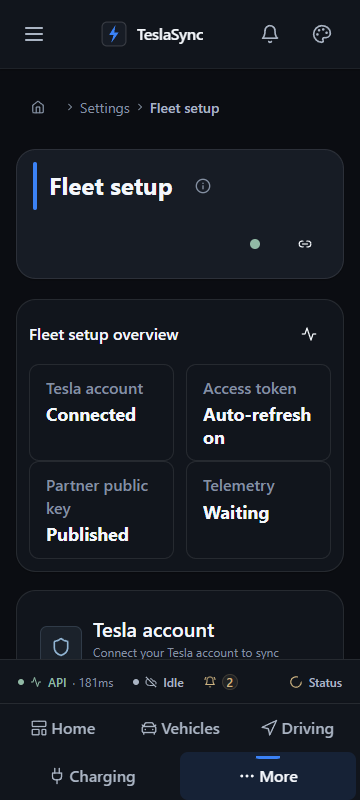 TeslaSync
Settings
Fleet setup
Fleet setup
Fleet setup overview
Tesla account
Connected
Access token
Auto-refresh
on
Partner public
key
Published
Telemetry
Waiting
Tesla account
Connect your Tesla account to sync
API · 181ms
Idle
2
Status
Home
Vehicles
Driving
Charging
More